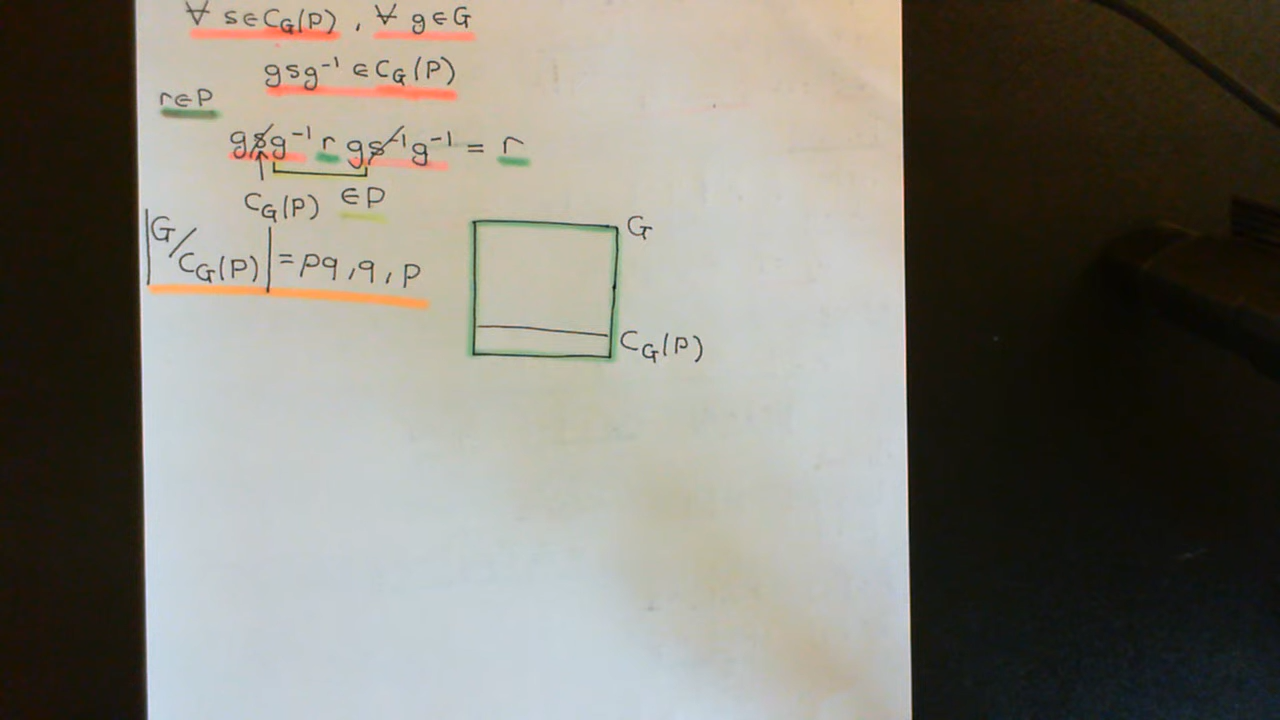 ∀ s∈C_G(P), ∀ g∈G
gsg⁻¹ ∈ C_G(P)
r∈P
gsg⁻¹ r gs⁻¹g⁻¹ = r
C_G(P) ∈P
|G/C_G(P)| = pq, q, p
G
C_G(P)